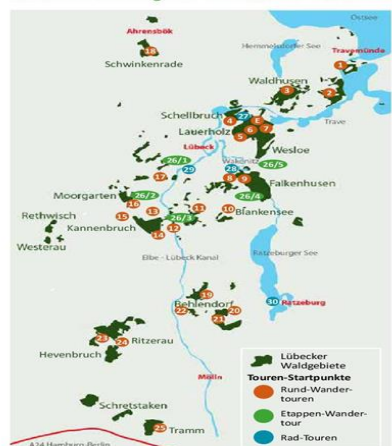 Ostsee
Ahrensbök
18
Schwinkenrade
Hemmelsdorfer See
Travemünde
1
Waldhusen
3
2
Schellbruch
27
4
E
Trave
Lauerholz
6
7
5
Lübeck
Wesloe
26/1
Wakenitz
26/5
29
28
17
8
9
Falkenhusen
Moorgarten
26/2
26/4
16
Rethwisch
15
13
11
10
Blankensee
26/3
Kannenbruch
12
14
Westerau
Elbe - Lübeck Kanal
Ratzeburger See
19
Behlendorf
30
Ratzeburg
22
20
21
23
24
Ritzerau
Hevenbruch
Mölln
Schretstaken
25
Tramm
A24 Hamburg-Berlin
Lübecker
Waldgebiete
Touren-Startpunkte
Rund-Wander-
touren
Etappen-Wander-
tour
Rad-Touren